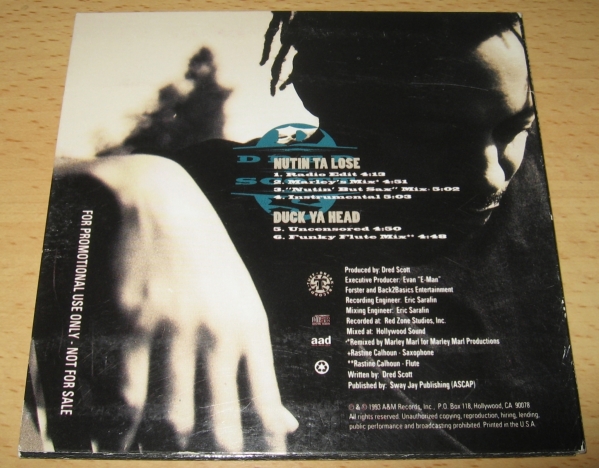 NUTIN TA LOSE
1. Radio Edit 4:13
2. Marley's Mix* 4:51
3. "Nutin' But Sax" Mix+ 5:02
4. Instrumental 5:03
DUCK YA HEAD
5. Uncensored 4:50
6. Funky Flute Mix** 4:48
Produced by: Dred Scott
Executive Producer: Evan "E-Man"
Forster and Back2Basics Entertainment
Recording Engineer: Eric Sarafin
Mixing Engineer: Eric Sarafin
Recorded at: Red Zone Studios, Inc.
Mixed at: Hollywood Sound
aad
*Remixed by Marley Marl for Marley Marl Productions
+Rastine Calhoun - Saxophone
**Rastine Calhoun - Flute
Written by: Dred Scott
Published by: Sway Jay Publishing (ASCAP)
℗ & © 1993 A&M Records, Inc., P.O. Box 118, Hollywood, CA 90078
All rights reserved. Unauthorized copying, reproduction, hiring, lending,
public performance and broadcasting prohibited. Printed in the U.S.A.
FOR PROMOTIONAL USE ONLY · NOT FOR SALE